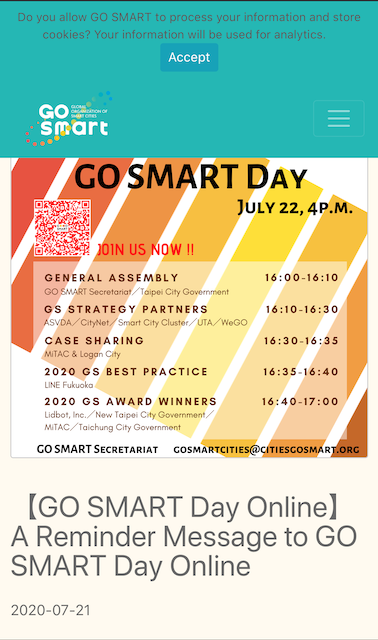 Do you allow GO SMART to process your information and store
cookies? Your information will be used for analytics.
Accept
GO
GLOBAL
ORGANIZATION OF
SMART CITIES
smart
GO SMART Day
July 22, 4p.m.
JOIN US NOW !!
GENERAL ASSEMBLY 16:00-16:10
GO SMART Secretariat／Taipei City Government
GS STRATEGY PARTNERS 16:10-16:30
ASVDA／CityNet／Smart City Cluster／UTA／WeGO
CASE SHARING 16:30-16:35
MiTAC & Logan City
2020 GS BEST PRACTICE 16:35-16:40
LINE Fukuoka
2020 GS AWARD WINNERS 16:40-17:00
Lidbot, Inc.／New Taipei City Government／
MiTAC／Taichung City Government
GO SMART Secretariat gosmartcities@citiesgosmart.org
【GO SMART Day Online】
A Reminder Message to GO
SMART Day Online
2020-07-21